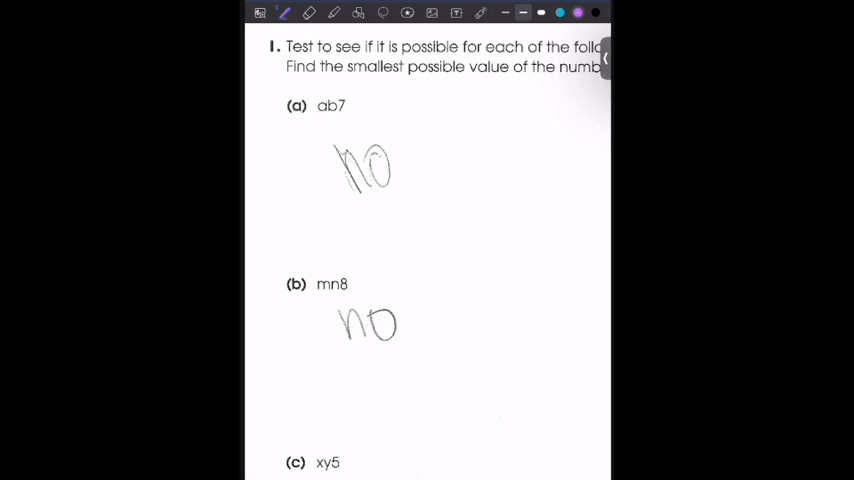 1. Test to see if it is possible for each of the follo
Find the smallest possible value of the numb
(a) ab7
no
(b) mn8
no
(c) xy5